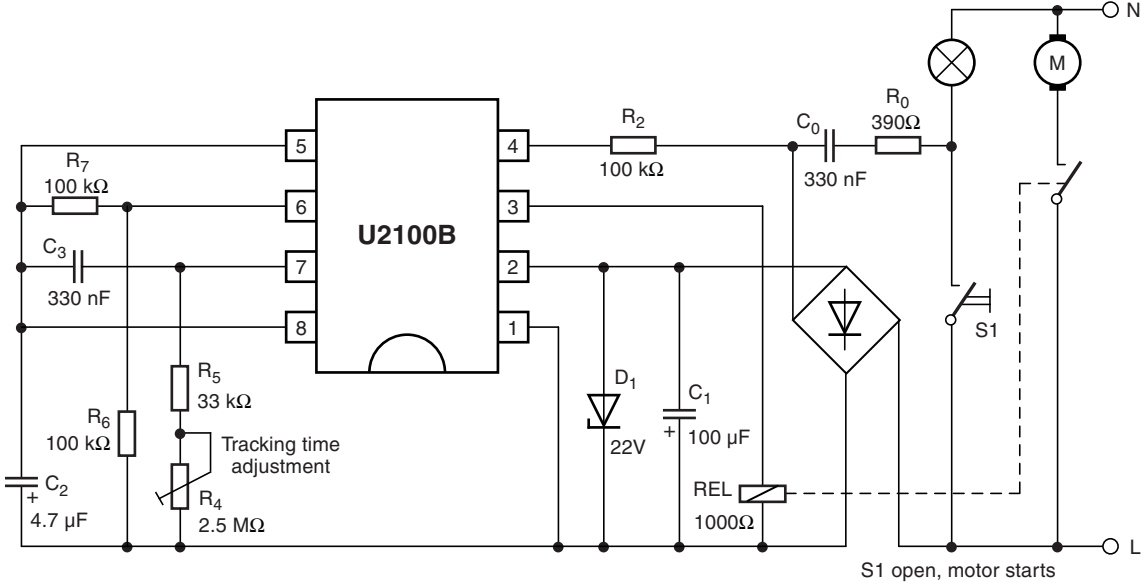 N
M
R0
390Ω
C0
330 nF
R2
100 kΩ
5
4
R7
100 kΩ
6
3
U2100B
C3
330 nF
7
2
8
1
S1
R5
33 kΩ
D1
22V
C1
+
100 µF
R6
100 kΩ
Tracking time
adjustment
C2
+
4.7 µF
R4
2.5 MΩ
REL
1000Ω
L
S1 open, motor starts